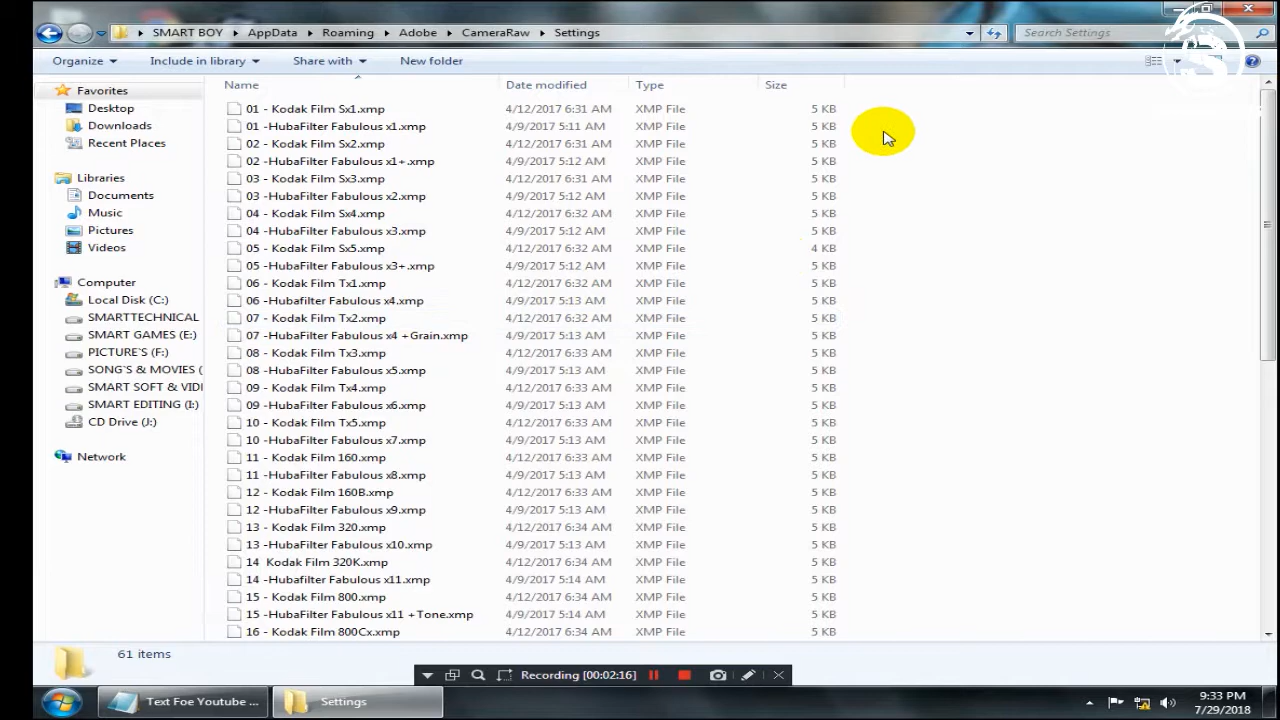 SMART BOY AppData Roaming Adobe CameraRaw Settings Search Settings
Organize Include in library Share with New folder
Name Date modified Type Size
Favorites
Desktop
Downloads
Recent Places
Libraries
Documents
Music
Pictures
Videos
Computer
Local Disk (C:)
SMARTTECHNICAL
SMART GAMES (E:)
PICTURE`S (F:)
SONG`S & MOVIES (
SMART SOFT & VID
SMART EDITING (I:)
CD Drive (J:)
Network
01 - Kodak Film Sx1.xmp 4/12/2017 6:31 AM XMP File 5 KB
01 -HubaFilter Fabulous x1.xmp 4/9/2017 5:11 AM XMP File 5 KB
02 - Kodak Film Sx2.xmp 4/12/2017 6:31 AM XMP File 5 KB
02 -HubaFilter Fabulous x1+.xmp 4/9/2017 5:12 AM XMP File 5 KB
03 - Kodak Film Sx3.xmp 4/12/2017 6:31 AM XMP File 5 KB
03 -HubaFilter Fabulous x2.xmp 4/9/2017 5:12 AM XMP File 5 KB
04 - Kodak Film Sx4.xmp 4/12/2017 6:32 AM XMP File 5 KB
04 -HubaFilter Fabulous x3.xmp 4/9/2017 5:12 AM XMP File 5 KB
05 - Kodak Film Sx5.xmp 4/12/2017 6:32 AM XMP File 4 KB
05 -HubaFilter Fabulous x3+.xmp 4/9/2017 5:12 AM XMP File 5 KB
06 - Kodak Film Tx1.xmp 4/12/2017 6:32 AM XMP File 5 KB
06 -Hubafilter Fabulous x4.xmp 4/9/2017 5:13 AM XMP File 5 KB
07 - Kodak Film Tx2.xmp 4/12/2017 6:32 AM XMP File 5 KB
07 -HubaFilter Fabulous x4 +Grain.xmp 4/9/2017 5:13 AM XMP File 5 KB
08 - Kodak Film Tx3.xmp 4/12/2017 6:33 AM XMP File 5 KB
08 -HubaFilter Fabulous x5.xmp 4/9/2017 5:13 AM XMP File 5 KB
09 - Kodak Film Tx4.xmp 4/12/2017 6:33 AM XMP File 5 KB
09 -HubaFilter Fabulous x6.xmp 4/9/2017 5:13 AM XMP File 5 KB
10 - Kodak Film Tx5.xmp 4/12/2017 6:33 AM XMP File 5 KB
10 -HubaFilter Fabulous x7.xmp 4/9/2017 5:13 AM XMP File 5 KB
11 - Kodak Film 160.xmp 4/12/2017 6:33 AM XMP File 5 KB
11 -HubaFilter Fabulous x8.xmp 4/9/2017 5:13 AM XMP File 5 KB
12 - Kodak Film 160B.xmp 4/12/2017 6:33 AM XMP File 5 KB
12 -HubaFilter Fabulous x9.xmp 4/9/2017 5:13 AM XMP File 5 KB
13 - Kodak Film 320.xmp 4/12/2017 6:34 AM XMP File 5 KB
13 -HubaFilter Fabulous x10.xmp 4/9/2017 5:13 AM XMP File 5 KB
14 Kodak Film 320K.xmp 4/12/2017 6:34 AM XMP File 5 KB
14 -Hubafilter Fabulous x11.xmp 4/9/2017 5:14 AM XMP File 5 KB
15 - Kodak Film 800.xmp 4/12/2017 6:34 AM XMP File 5 KB
15 -HubaFilter Fabulous x11 +Tone.xmp 4/9/2017 5:14 AM XMP File 5 KB
16 - Kodak Film 800Cx.xmp 4/12/2017 6:34 AM XMP File 5 KB
61 items
Recording [00:02:16]
Text Foe Youtube ... Settings
9:33 PM
7/29/2018